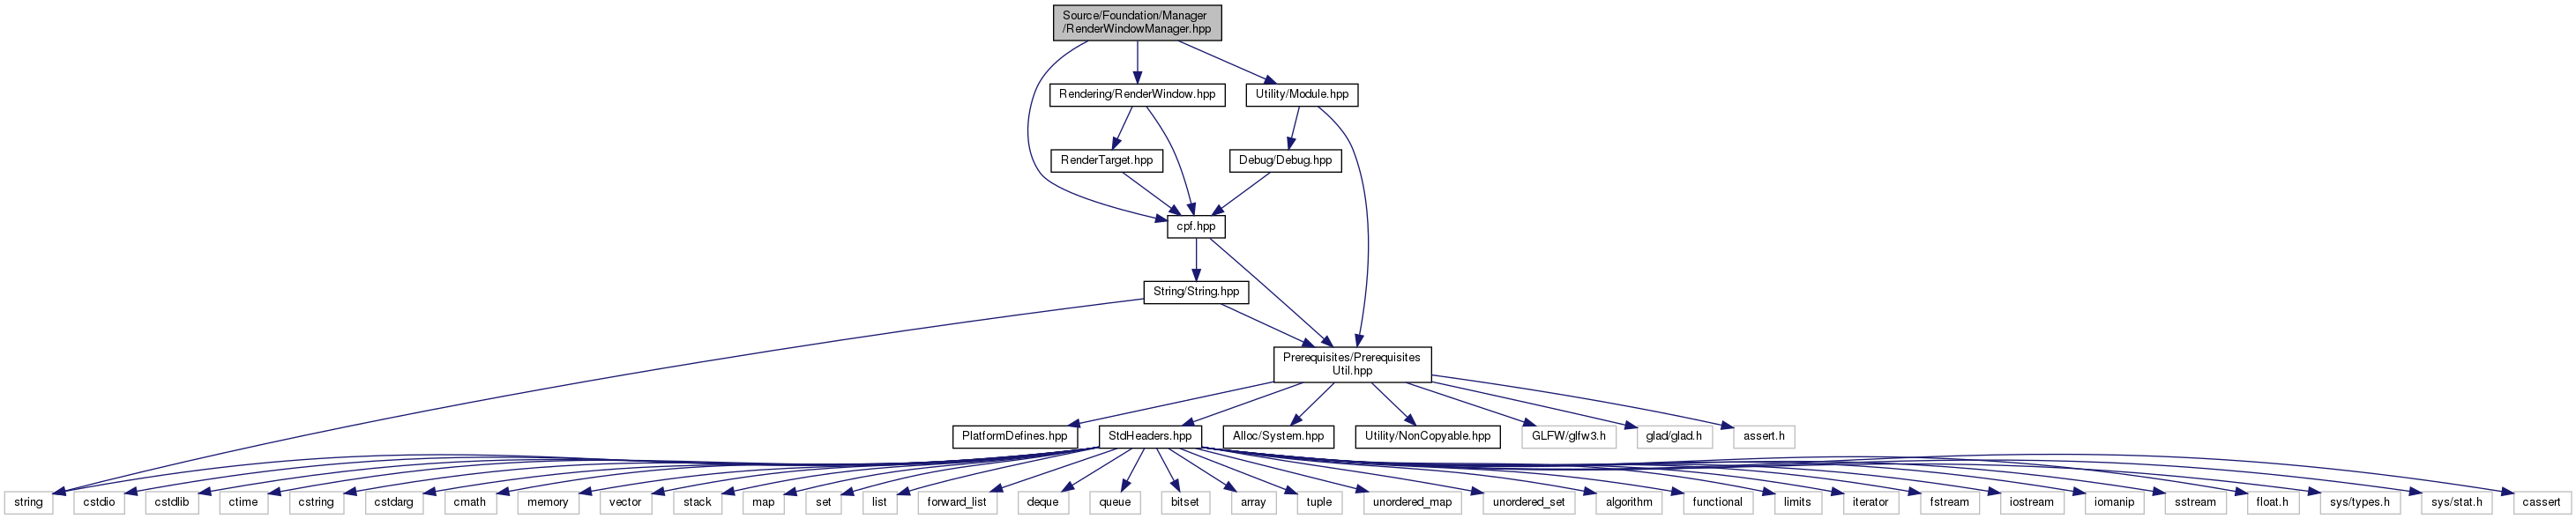 Source/Foundation/Manager
/RenderWindowManager.hpp
Rendering/RenderWindow.hpp
Utility/Module.hpp
RenderTarget.hpp
Debug/Debug.hpp
cpf.hpp
String/String.hpp
Prerequisites/Prerequisites
Util.hpp
PlatformDefines.hpp
StdHeaders.hpp
Alloc/System.hpp
Utility/NonCopyable.hpp
GLFW/glfw3.h
glad/glad.h
assert.h
string
cstdio
cstdlib
ctime
cstring
cstdarg
cmath
memory
vector
stack
map
set
list
forward_list
deque
queue
bitset
array
tuple
unordered_map
unordered_set
algorithm
functional
limits
iterator
fstream
iostream
iomanip
sstream
float.h
sys/types.h
sys/stat.h
cassert